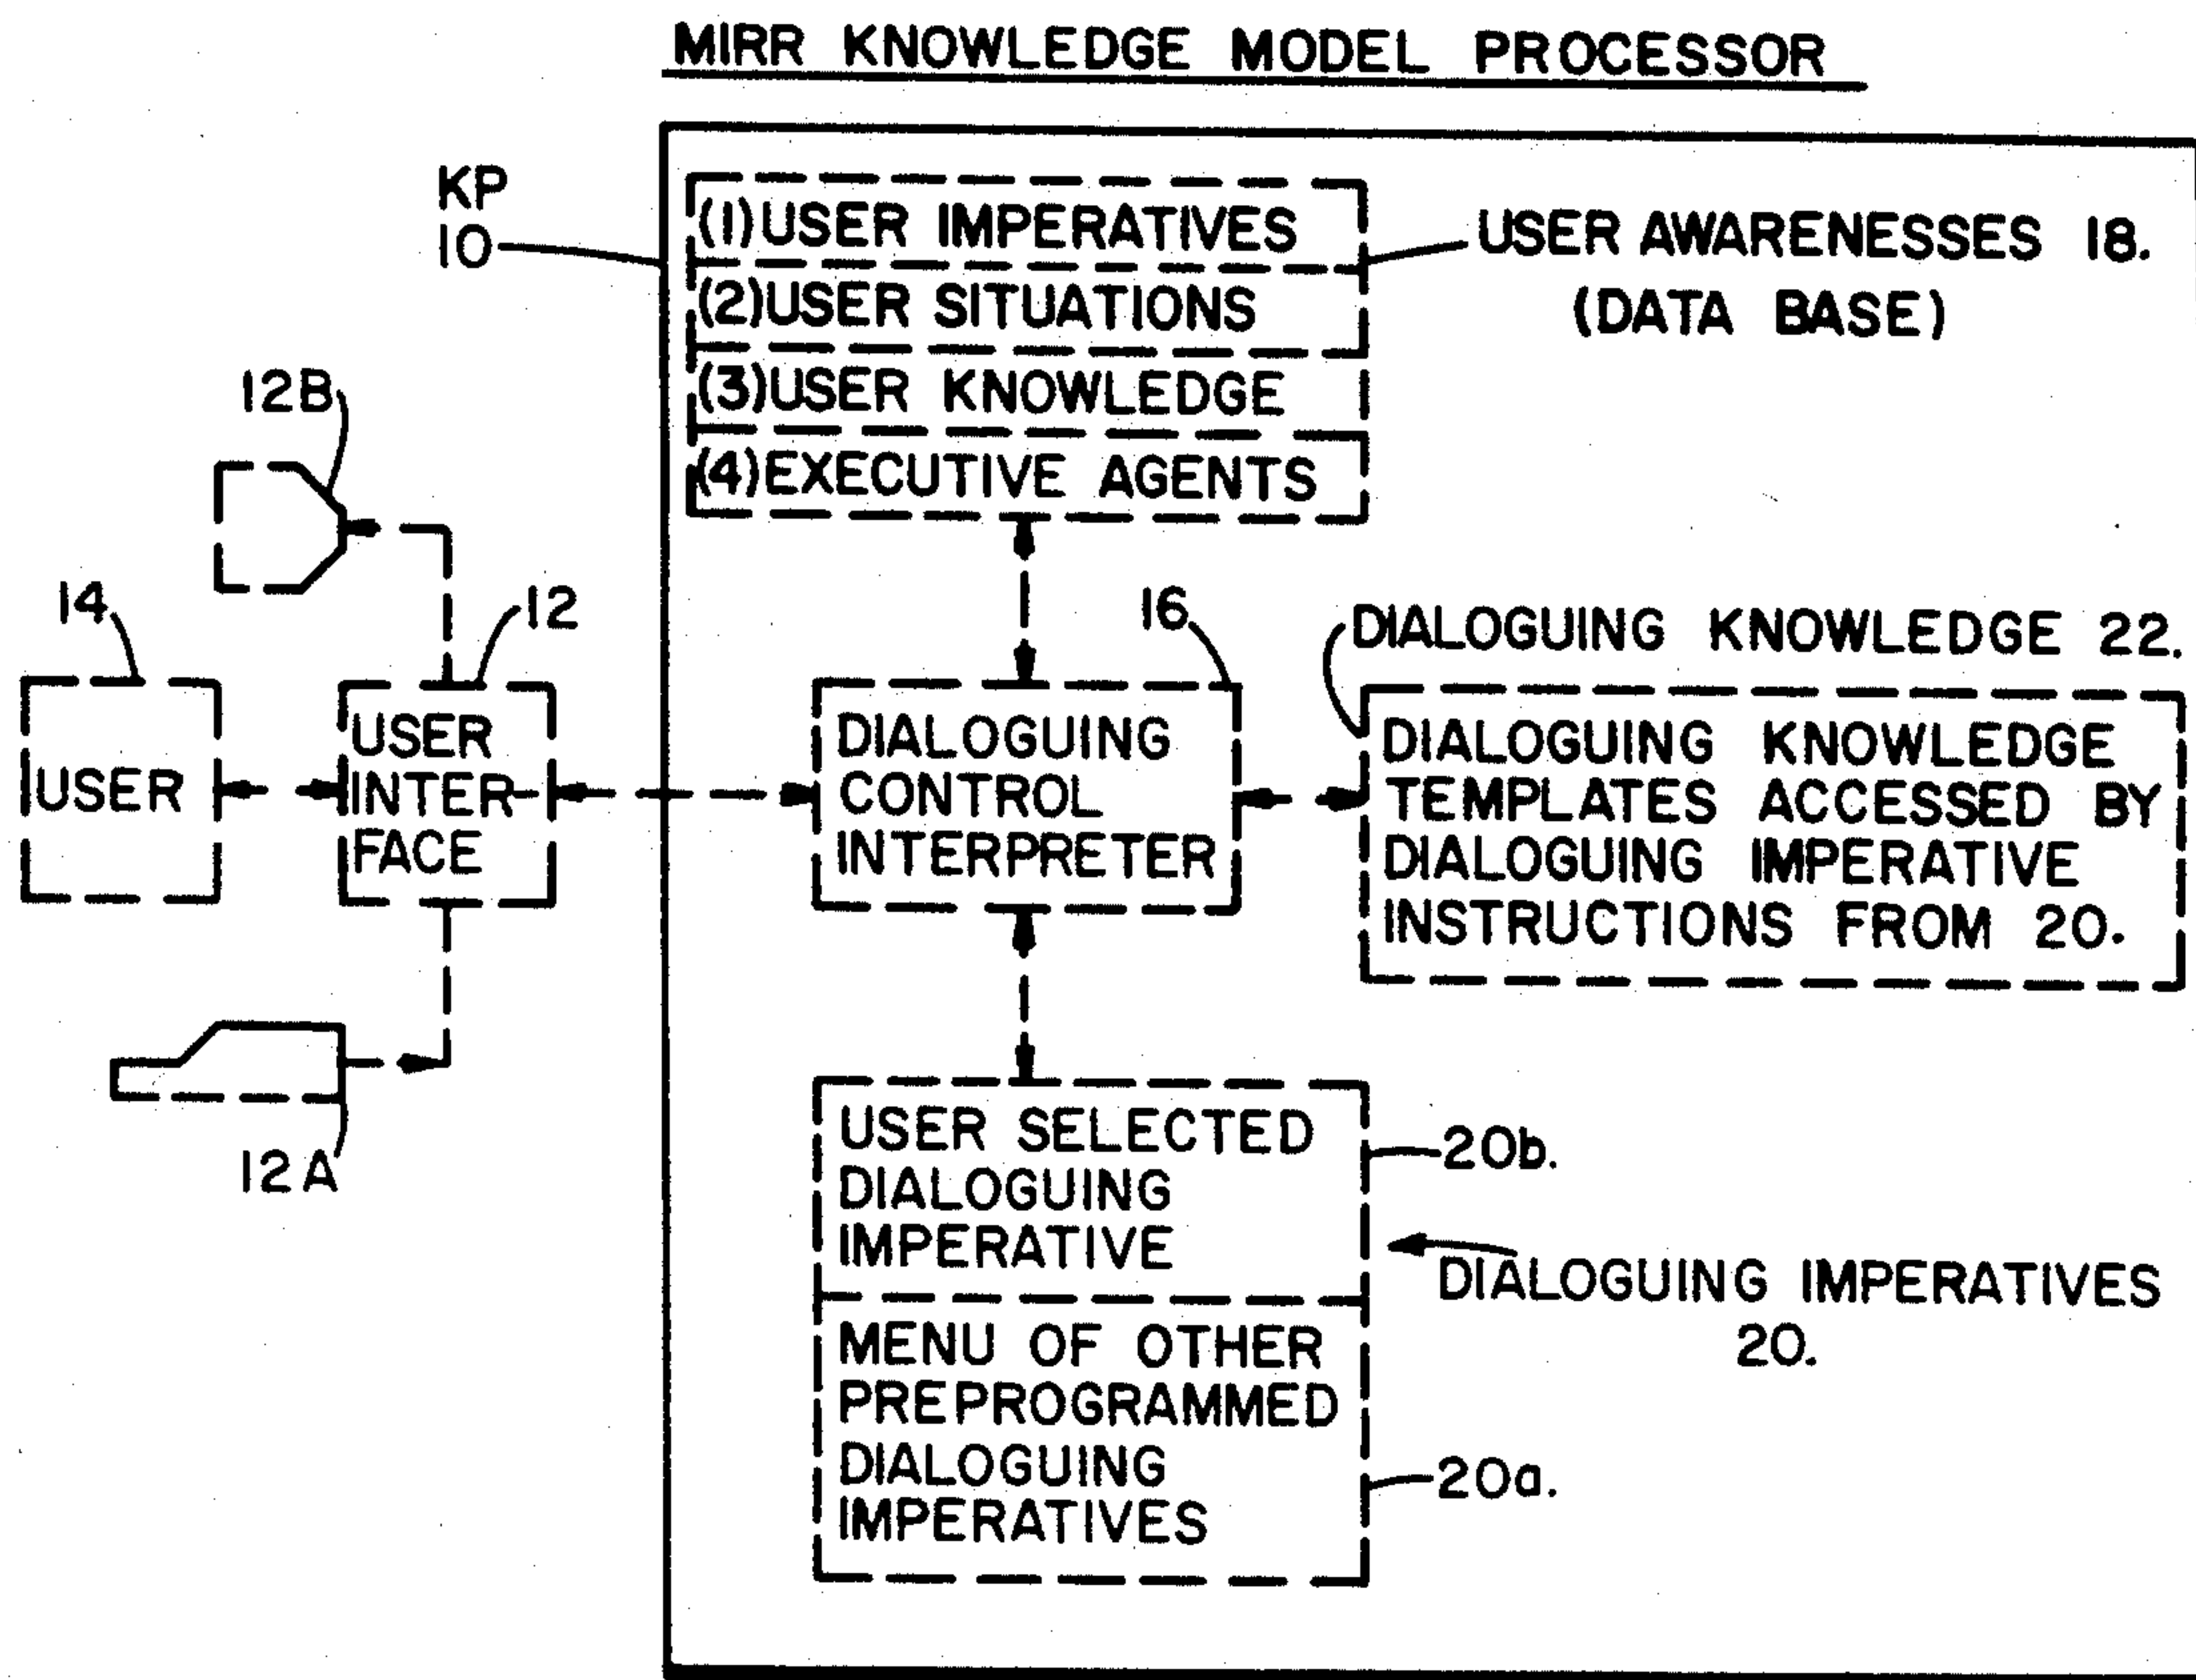 MIRR KNOWLEDGE MODEL PROCESSOR
KP
10
(1) USER IMPERATIVES
(2) USER SITUATIONS
(3) USER KNOWLEDGE
(4) EXECUTIVE AGENTS
USER AWARENESSES 18.
(DATA BASE)
12B
14
12
USER
USER
INTER-
FACE
12A
16
DIALOGUING
CONTROL
INTERPRETER
DIALOGUING KNOWLEDGE 22.
DIALOGUING KNOWLEDGE
TEMPLATES ACCESSED BY
DIALOGUING IMPERATIVE
INSTRUCTIONS FROM 20.
USER SELECTED
DIALOGUING
IMPERATIVE
20b.
DIALOGUING IMPERATIVES
20.
MENU OF OTHER
PREPROGRAMMED
DIALOGUING
IMPERATIVES
20a.